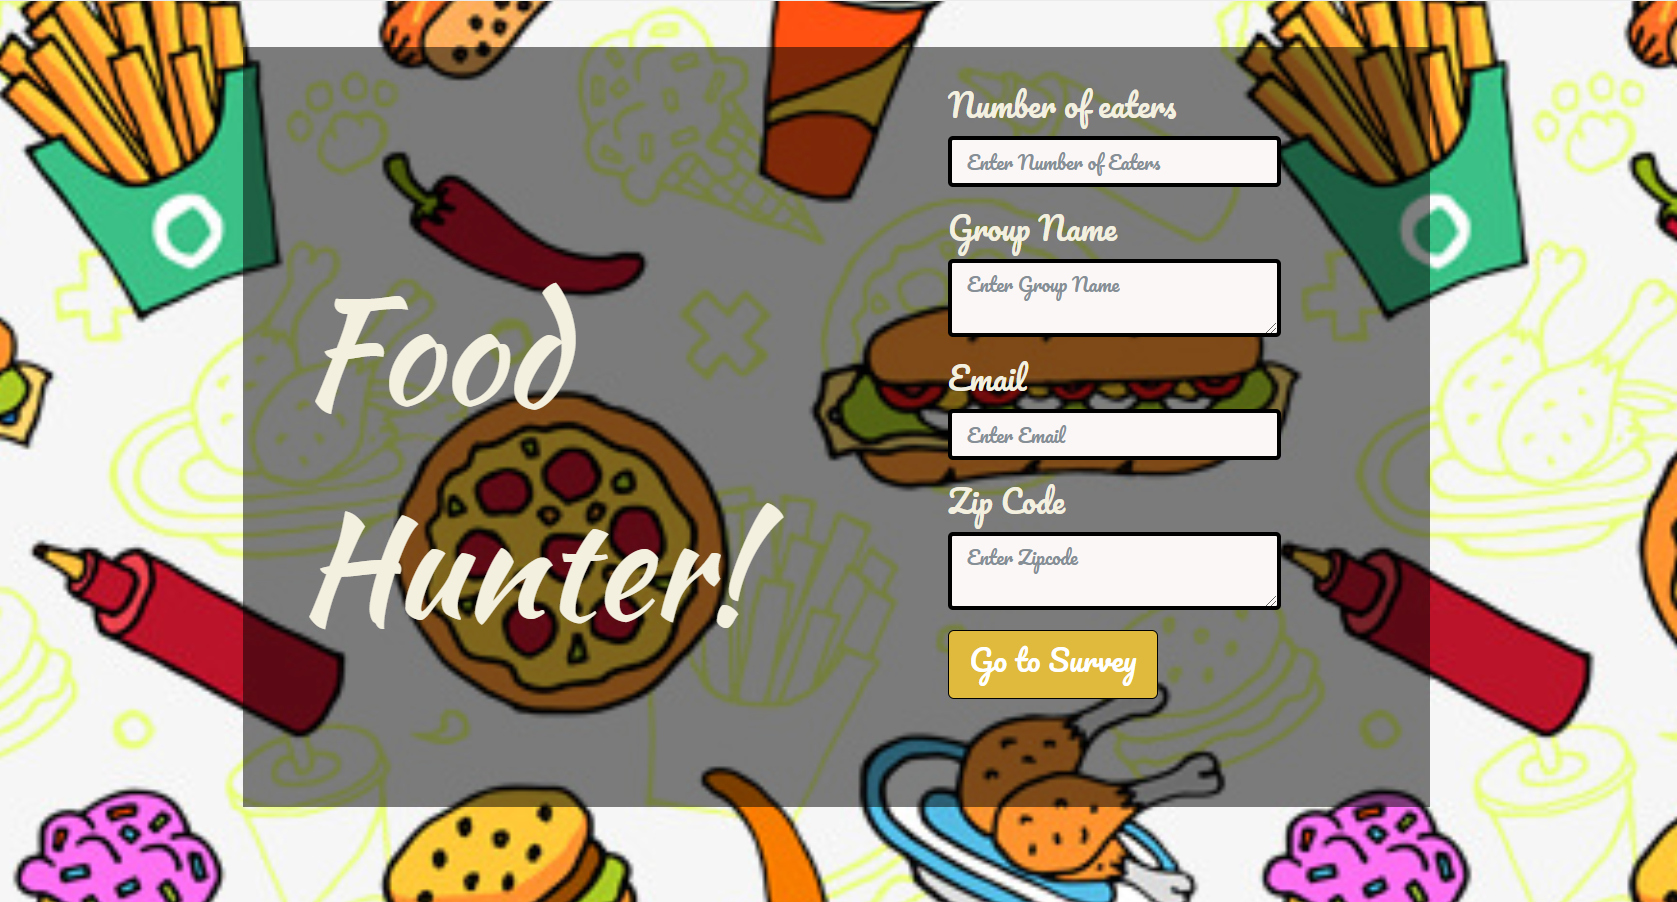 Food
Hunter!
Number of eaters
Enter Number of Eaters
Group Name
Enter Group Name
Email
Enter Email
Zip Code
Enter Zipcode
Go to Survey